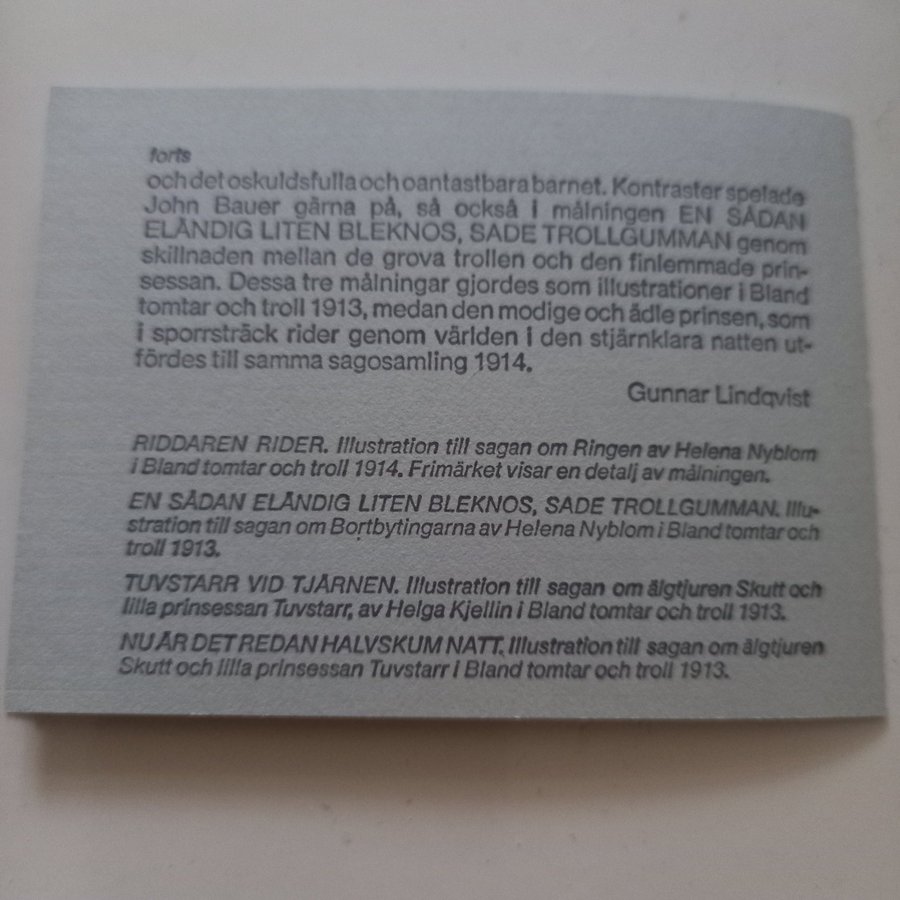 forts
och det oskuldsfulla och oantastbara barnet. Kontraster spelade
John Bauer gärna på, så också i målningen EN SÅDAN
ELÄNDIG LITEN BLEKNOS, SADE TROLLGUMMAN genom
skillnaden mellan de grova trollen och den finlemmade prin-
sessan. Dessa tre målningar gjordes som illustrationer i Bland
tomtar och troll 1913, medan den modige och ädle prinsen, som
i sporrsträck rider genom världen i den stjärnklara natten ut-
fördes till samma sagosamling 1914.
Gunnar Lindqvist
RIDDAREN RIDER. Illustration till sagan om Ringen av Helena Nyblom
i Bland tomtar och troll 1914. Frimärket visar en detalj av målningen.
EN SÅDAN ELÄNDIG LITEN BLEKNOS, SADE TROLLGUMMAN. Illu-
stration till sagan om Bortbytingarna av Helena Nyblom i Bland tomtar och
troll 1913.
TUVSTARR VID TJÄRNEN. Illustration till sagan om älgtjuren Skutt och
lilla prinsessan Tuvstarr, av Helga Kjellin i Bland tomtar och troll 1913.
NU ÄR DET REDAN HALVSKUM NATT. Illustration till sagan om älgtjuren
Skutt och lilla prinsessan Tuvstarr i Bland tomtar och troll 1913.